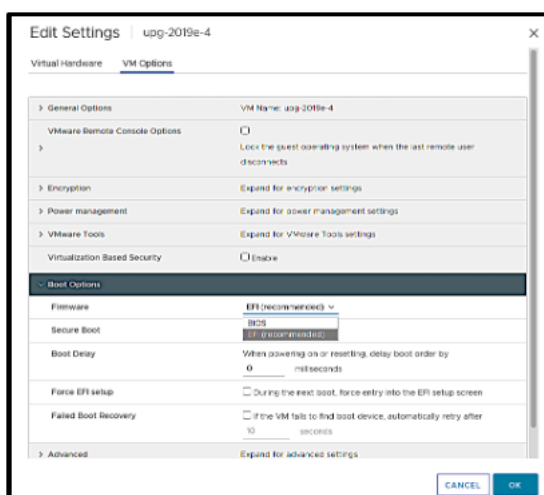 Edit Settings | upg-2019e-4
Virtual Hardware VM Options
General Options VM Name: upg-2019e-4
VMware Remote Console Options
Lock the guest operating system when the last remote user
disconnects
Encryption Expand for encryption settings
Power management Expand for power management settings
VMware Tools Expand for VMware Tools settings
Virtualization Based Security Enable
Boot Options
Firmware EFI (recommended)
BIOS
EFI (recommended)
Secure Boot
Boot Delay When powering on or resetting, delay boot order by
0 milliseconds
Force EFI setup During the next boot, force entry into the EFI setup screen
Failed Boot Recovery If the VM fails to find boot device, automatically retry after
10 seconds
Advanced Expand for advanced settings
CANCEL OK